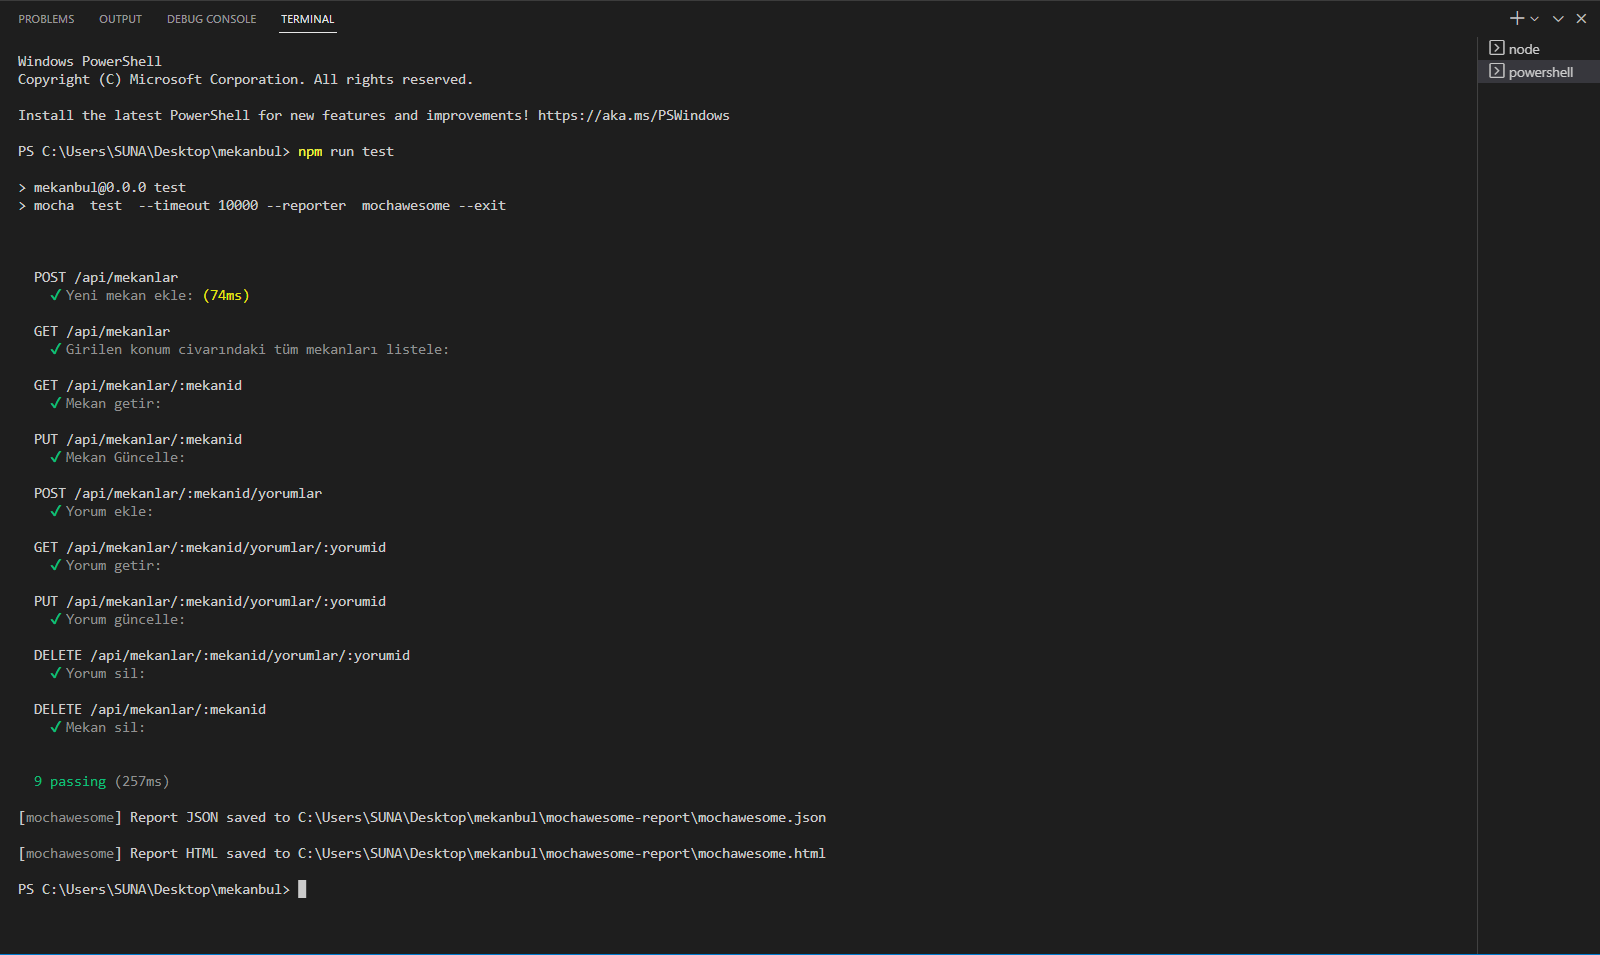 PROBLEMS OUTPUT DEBUG CONSOLE TERMINAL
node
powershell
Windows PowerShell
Copyright (C) Microsoft Corporation. All rights reserved.
Install the latest PowerShell for new features and improvements! https://aka.ms/PSWindows
PS C:\Users\SUNA\Desktop\mekanbul> npm run test
> mekanbul@0.0.0 test
> mocha  test  --timeout 10000 --reporter  mochawesome --exit
POST /api/mekanlar
✓ Yeni mekan ekle: (74ms)
GET /api/mekanlar
✓ Girilen konum civarındaki tüm mekanları listele:
GET /api/mekanlar/:mekanid
✓ Mekan getir:
PUT /api/mekanlar/:mekanid
✓ Mekan Güncelle:
POST /api/mekanlar/:mekanid/yorumlar
✓ Yorum ekle:
GET /api/mekanlar/:mekanid/yorumlar/:yorumid
✓ Yorum getir:
PUT /api/mekanlar/:mekanid/yorumlar/:yorumid
✓ Yorum güncelle:
DELETE /api/mekanlar/:mekanid/yorumlar/:yorumid
✓ Yorum sil:
DELETE /api/mekanlar/:mekanid
✓ Mekan sil:
9 passing (257ms)
[mochawesome] Report JSON saved to C:\Users\SUNA\Desktop\mekanbul\mochawesome-report\mochawesome.json
[mochawesome] Report HTML saved to C:\Users\SUNA\Desktop\mekanbul\mochawesome-report\mochawesome.html
PS C:\Users\SUNA\Desktop\mekanbul>